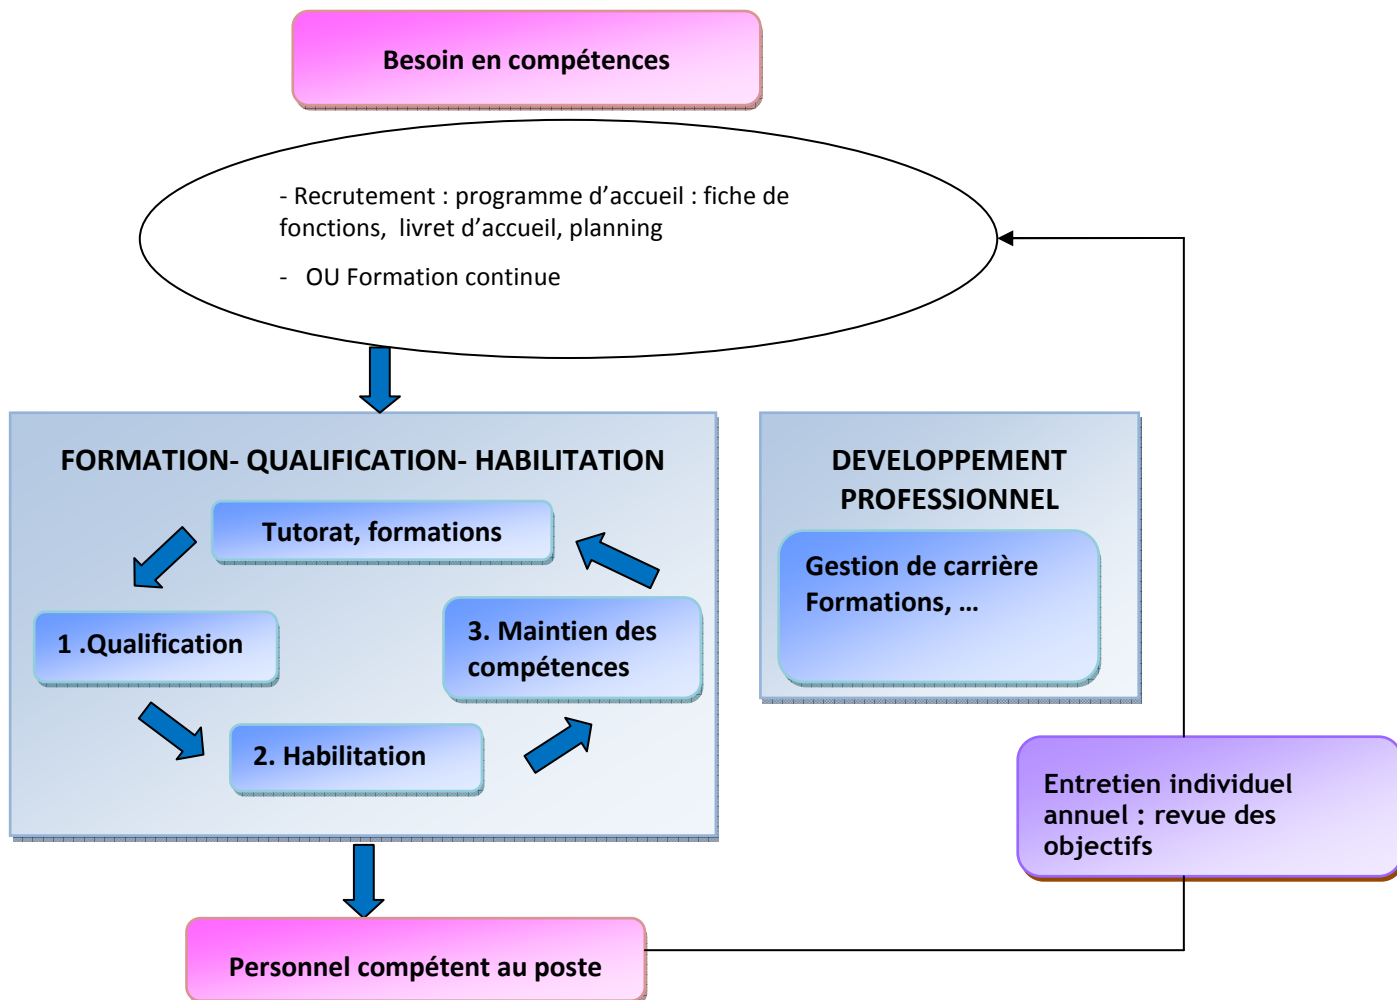 Besoin en compétences
- Recrutement : programme d’accueil : fiche de
fonctions,  livret d’accueil, planning
-   OU Formation continue
FORMATION- QUALIFICATION- HABILITATION
Tutorat, formations
1 .Qualification
3. Maintien des
compétences
2. Habilitation
DEVELOPPEMENT
PROFESSIONNEL
Gestion de carrière
Formations, …
Entretien individuel
annuel : revue des
objectifs
Personnel compétent au poste